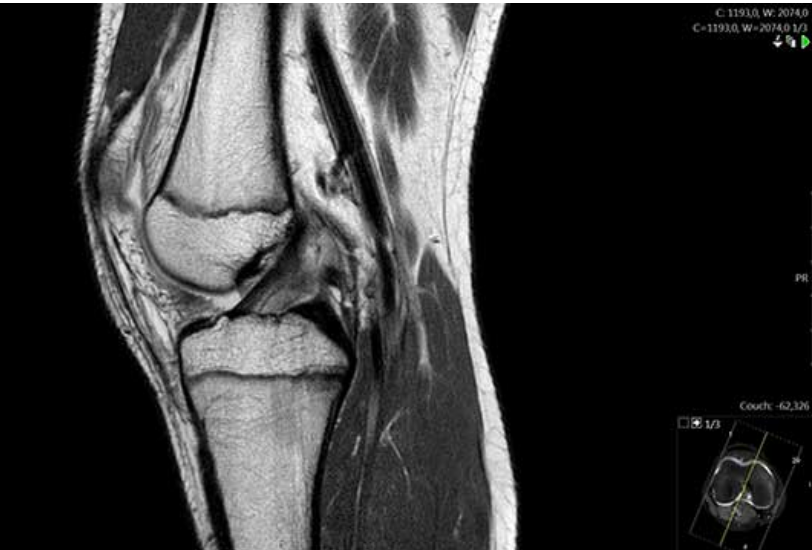 C: 1193,0, W: 2074,0
C=1193,0, W=2074,0 1/3
PR
Couch: -62,326
1/3